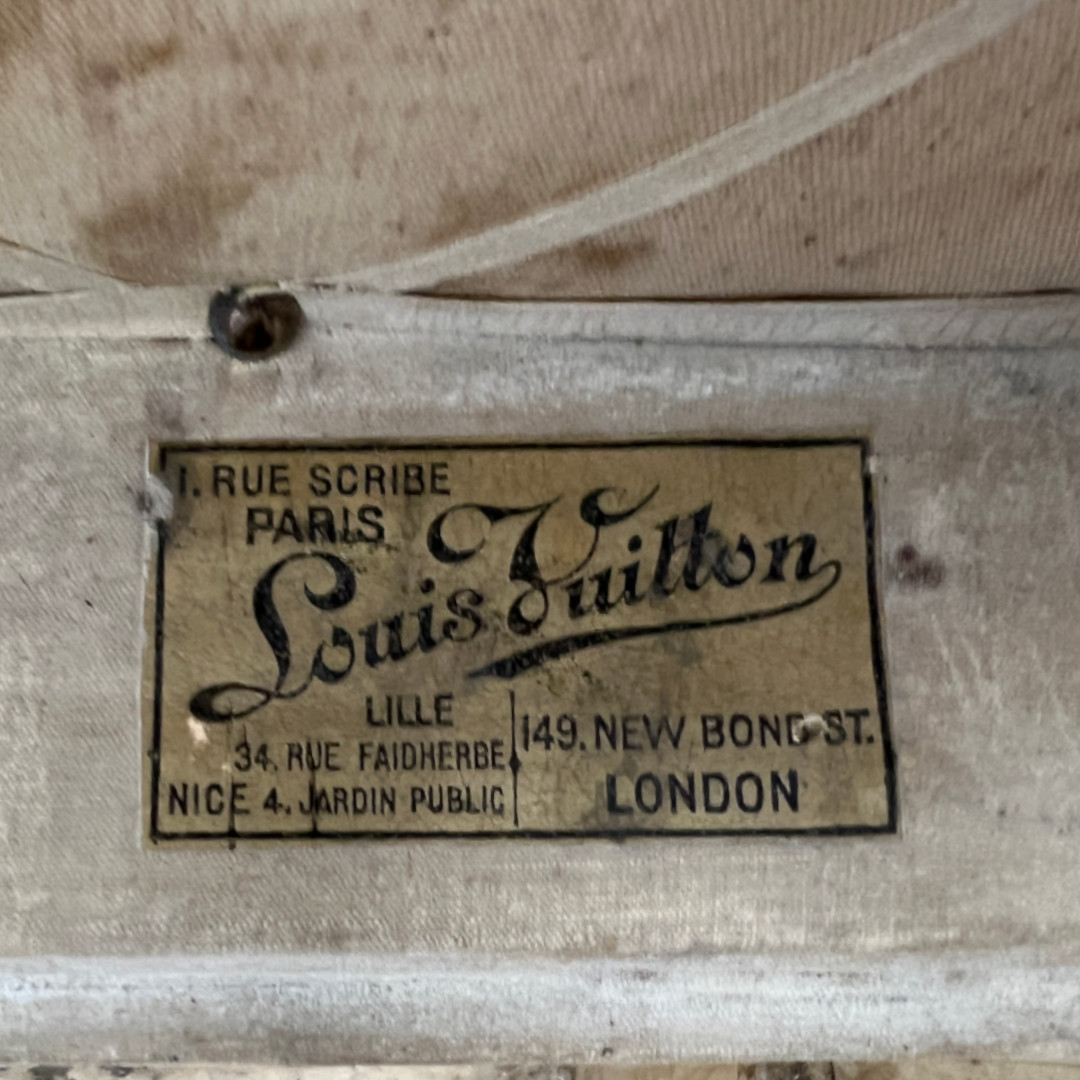 1. RUE SCRIBE
PARIS
Louis Vuitton
LILLE
34. RUE FAIDHERBE
NICE 4. JARDIN PUBLIC
149. NEW BOND ST.
LONDON